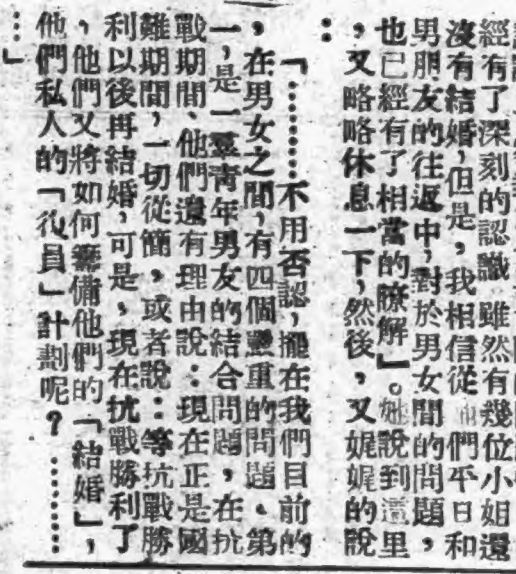 經有了深刻的認識 雖然有幾位小姐還
沒有結婚,但是,我相信從 們平日和
男朋友的往返中,對於男女間的問題,
也已經有了相當的瞭解」。她說到這里
,又略略休息一下,然後,又娓娓的說
:
「………不用否認,擺在我們目前的
,在男女之間,有四個嚴重的問題。第
一,是一羣青年男友的結合問題,在抗
戰期間、他們還有理由說:現在正是國
難期間,一切從簡,或者說:等抗戰勝
利以後再結婚,可是,現在抗戰勝利了
,他們又將如何籌備他們的「結婚」,
他們私人的「復員」計劃呢?………
…」